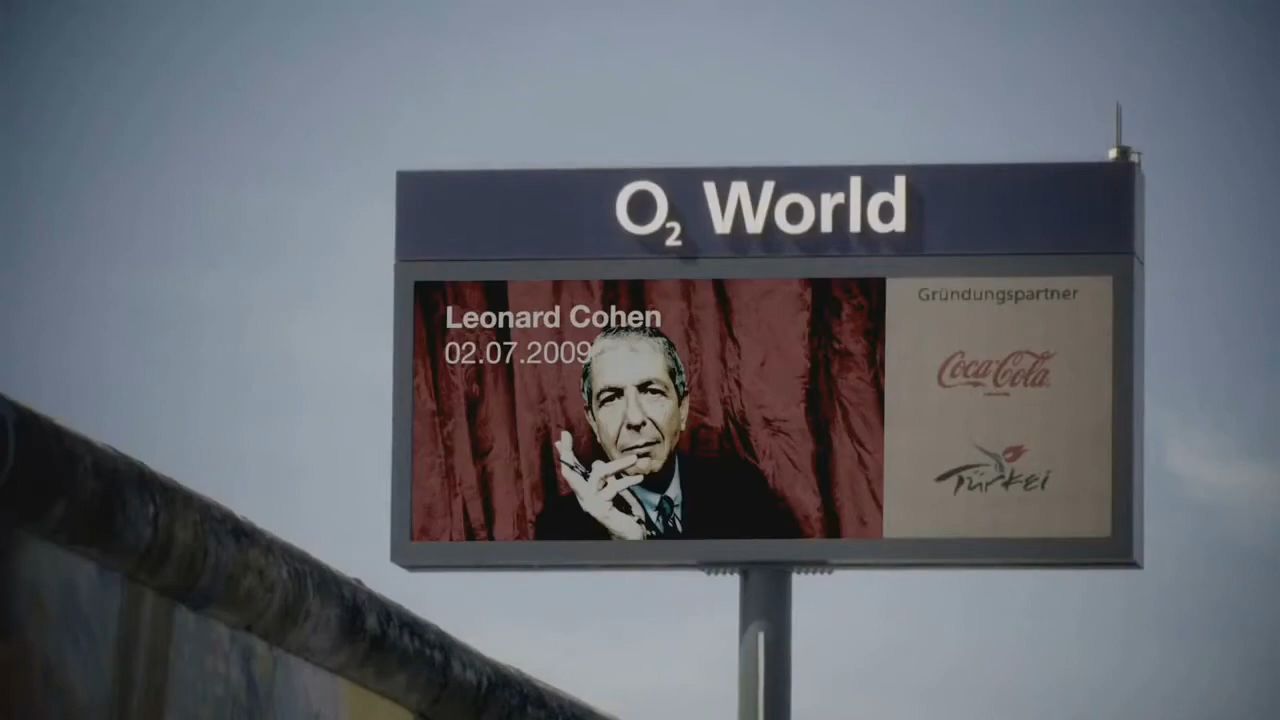 O₂ World
Leonard Cohen
02.07.2009
Gründungspartner
Coca-Cola
Türkei